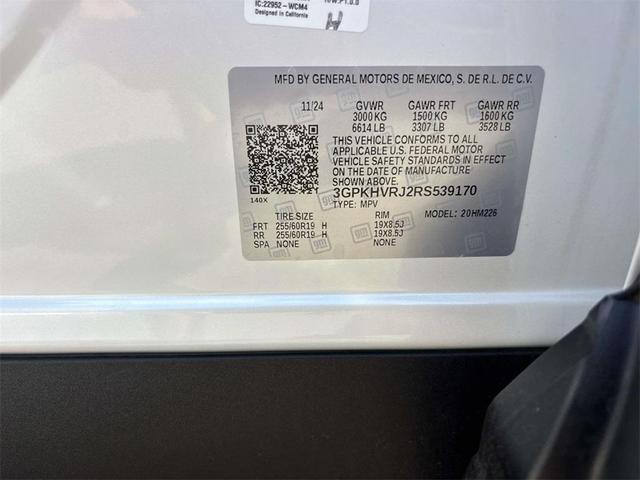 IC:22952-WCM4
Designed in California
MFD BY GENERAL MOTORS DE MEXICO, S. DE R.L. DE C.V.
11/24 GVWR GAWR FRT GAWR RR
3000 KG 1500 KG 1600 KG
6614 LB 3307 LB 3528 LB
THIS VEHICLE CONFORMS TO ALL
APPLICABLE U.S. FEDERAL MOTOR
VEHICLE SAFETY STANDARDS IN EFFECT
ON THE DATE OF MANUFACTURE
SHOWN ABOVE.
3GPKHVRJ2RS539170
140X TYPE: MPV MODEL: 20HM226
TIRE SIZE RIM
FRT 255/60R19 H 19X8.5J
RR 255/60R19 H 19X8.5J
SPA NONE NONE